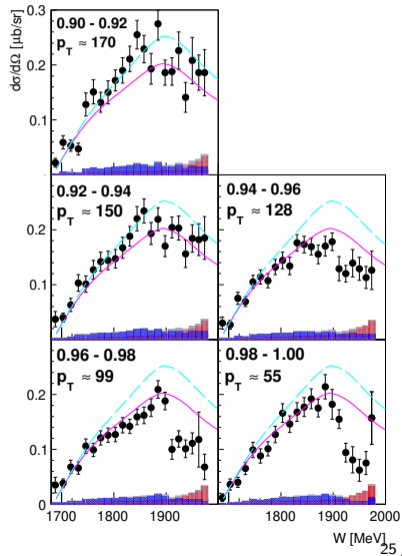 dσ/dΩ [μb/sr]
0.3
0.2
0.1
0.90 - 0.92
p_T ≈ 170
0.2
0.1
0.92 - 0.94
p_T ≈ 150
0.94 - 0.96
p_T ≈ 128
0.2
0.1
0
0.96 - 0.98
p_T ≈ 99
0.98 - 1.00
p_T ≈ 55
1700 1800 1900
1800 1900 2000
W [MeV]
25